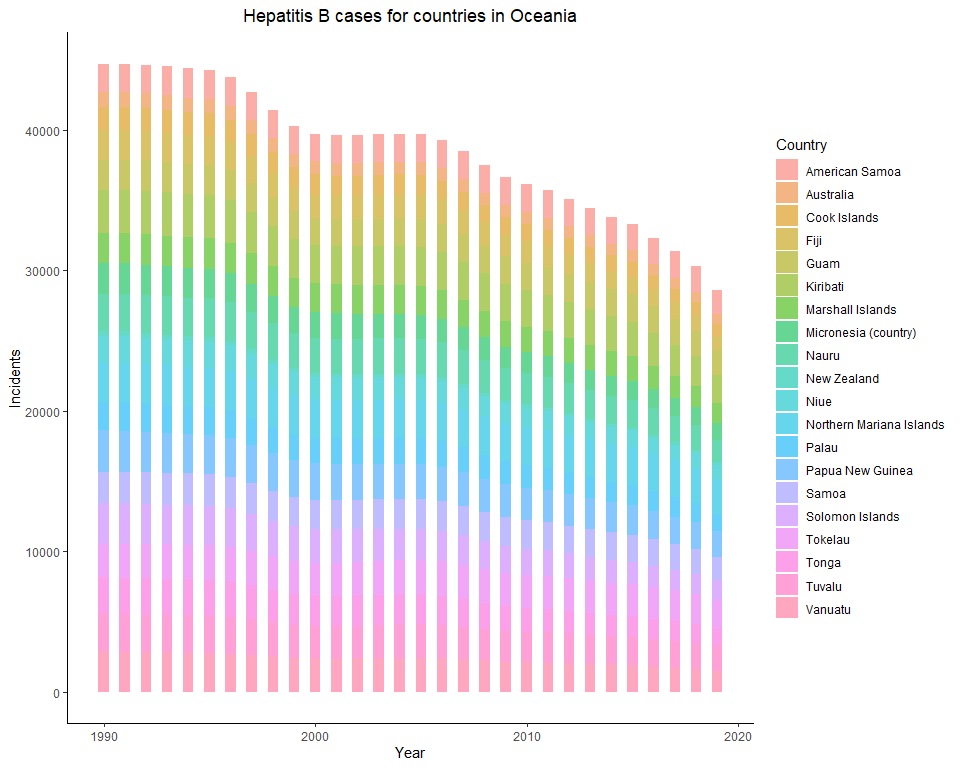 Hepatitis B cases for countries in Oceania
Incidents
40000
30000
20000
10000
0
1990
2000
2010
2020
Year
Country
American Samoa
Australia
Cook Islands
Fiji
Guam
Kiribati
Marshall Islands
Micronesia (country)
Nauru
New Zealand
Niue
Northern Mariana Islands
Palau
Papua New Guinea
Samoa
Solomon Islands
Tokelau
Tonga
Tuvalu
Vanuatu